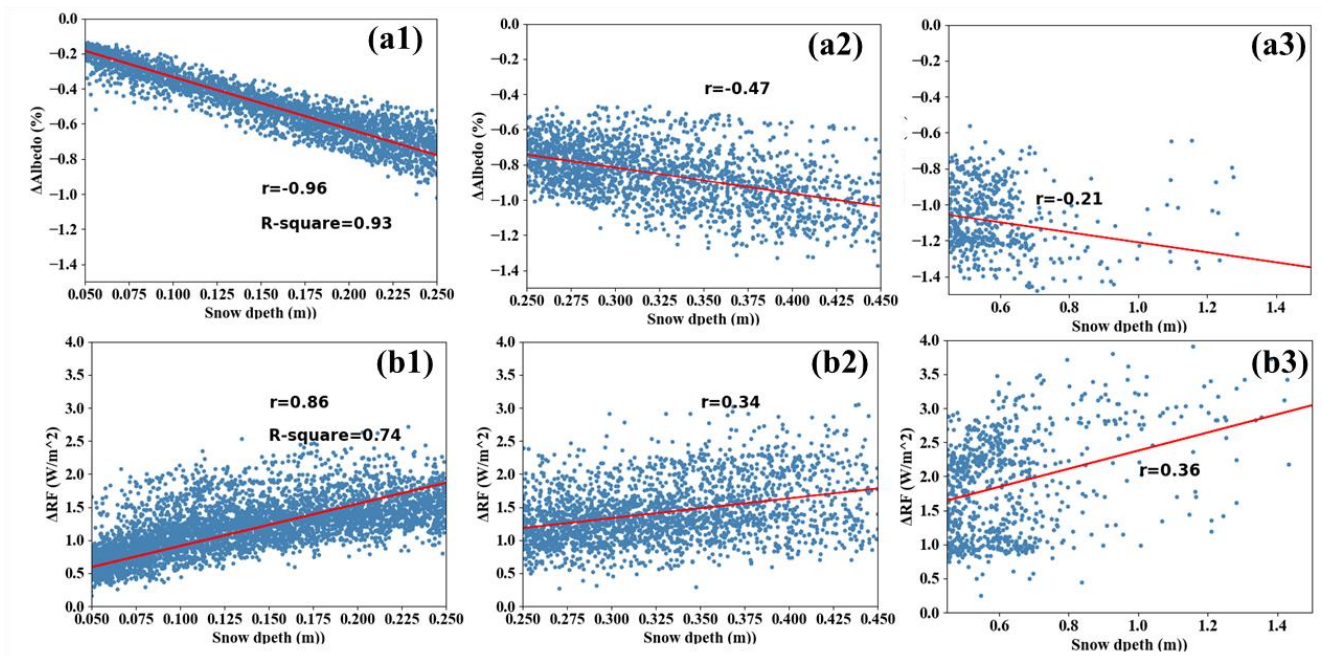 (a1)
0.0
−0.2
−0.4
−0.6
−0.8
−1.0
−1.2
−1.4
ΔAlbedo (%)
r=-0.96
R-square=0.93
0.050 0.075 0.100 0.125 0.150 0.175 0.200 0.225 0.250
Snow dpeth (m))
(a2)
0.0
−0.2
−0.4
−0.6
−0.8
−1.0
−1.2
−1.4
ΔAlbedo (%)
r=-0.47
0.250 0.275 0.300 0.325 0.350 0.375 0.400 0.425 0.450
Snow dpeth (m))
(a3)
0.0
−0.2
−0.4
−0.6
−0.8
−1.0
−1.2
−1.4
r=-0.21
0.6 0.8 1.0 1.2 1.4
Snow dpeth (m))
(b1)
4.0
3.5
3.0
2.5
2.0
1.5
1.0
0.5
0.0
ΔRF (W/m^2)
r=0.86
R-square=0.74
0.050 0.075 0.100 0.125 0.150 0.175 0.200 0.225 0.250
Snow dpeth (m))
(b2)
4.0
3.5
3.0
2.5
2.0
1.5
1.0
0.5
0.0
ΔRF (W/m^2)
r=0.34
0.250 0.275 0.300 0.325 0.350 0.375 0.400 0.425 0.450
Snow dpeth (m))
(b3)
4.0
3.5
3.0
2.5
2.0
1.5
1.0
0.5
0.0
ΔRF (W/m^2)
r=0.36
0.6 0.8 1.0 1.2 1.4
Snow dpeth (m))